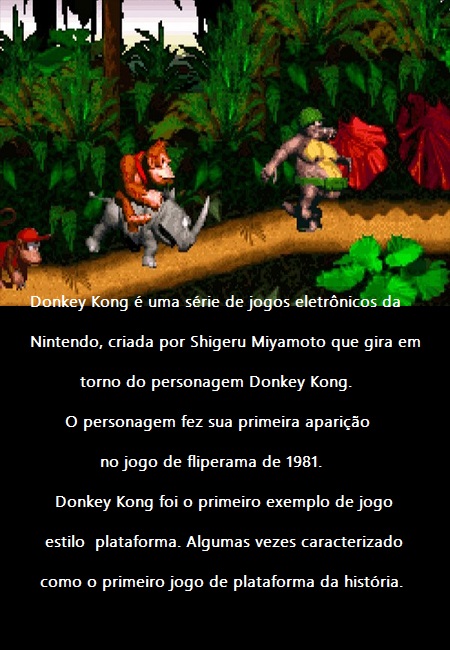 Donkey Kong é uma série de jogos eletrônicos da
Nintendo, criada por Shigeru Miyamoto que gira em
torno do personagem Donkey Kong.
O personagem fez sua primeira aparição
no jogo de fliperama de 1981.
Donkey Kong foi o primeiro exemplo de jogo
estilo  plataforma. Algumas vezes caracterizado
como o primeiro jogo de plataforma da história.